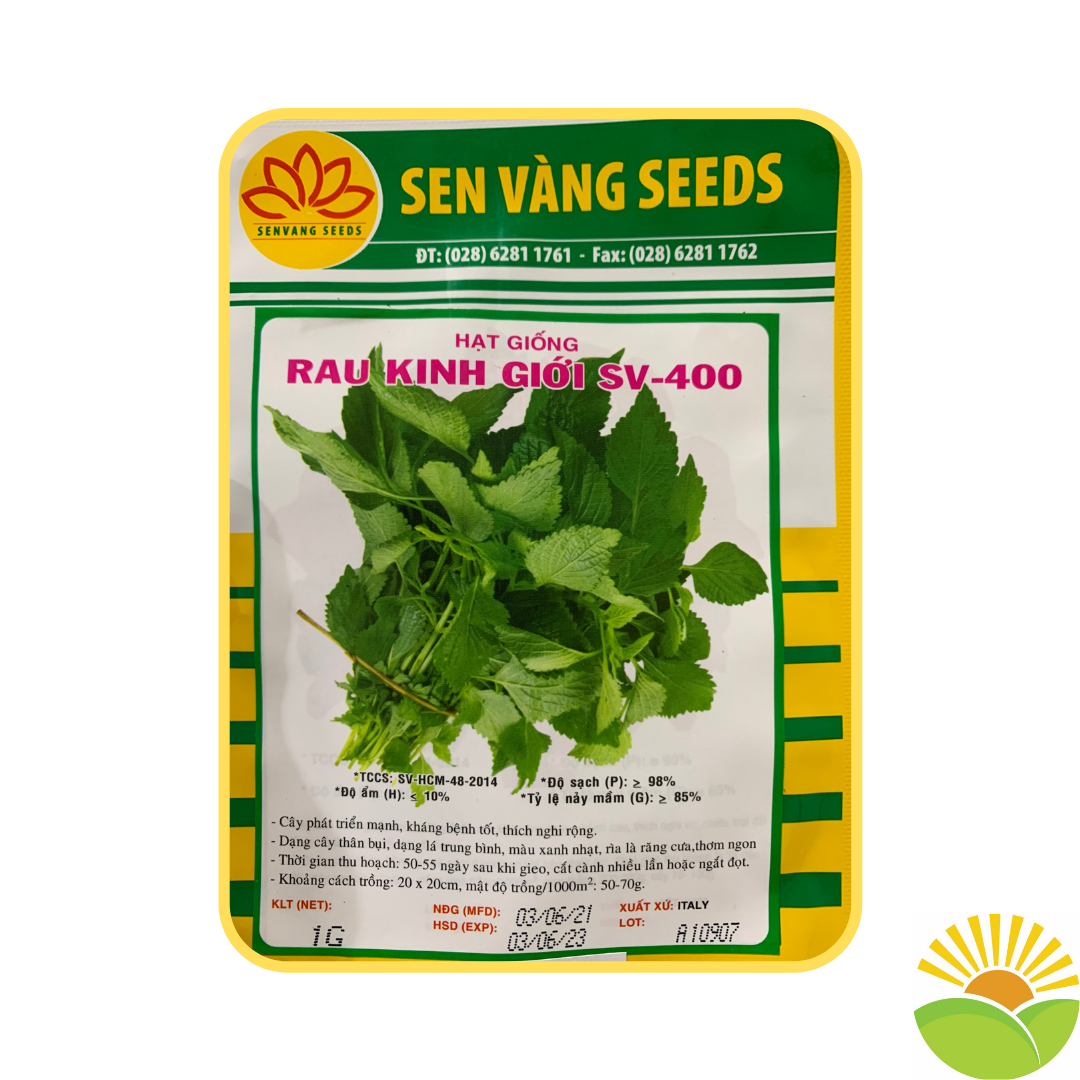 SENVANG SEEDS
SEN VÀNG SEEDS
ĐT: (028) 6281 1761 - Fax: (028) 6281 1762
HẠT GIỐNG
RAU KINH GIỚI SV-400
*TCCS: SV-HCM-48-2014 *Độ sạch (P): ≥ 98%
*Độ ẩm (H): ≤ 10% *Tỷ lệ nảy mầm (G): ≥ 85%
- Cây phát triển mạnh, kháng bệnh tốt, thích nghi rộng.
- Dạng cây thân bụi, dạng lá trung bình, màu xanh nhạt, rìa lá răng cưa,thơm ngon
- Thời gian thu hoạch: 50-55 ngày sau khi gieo, cắt cành nhiều lần hoặc ngắt đọt.
- Khoảng cách trồng: 20 x 20cm, mật độ trồng/1000m²: 50-70g.
KLT (NET): 1G
NĐG (MFD): 03/06/21 XUẤT XỨ: ITALY
HSD (EXP): 03/06/23 LOT: A10907